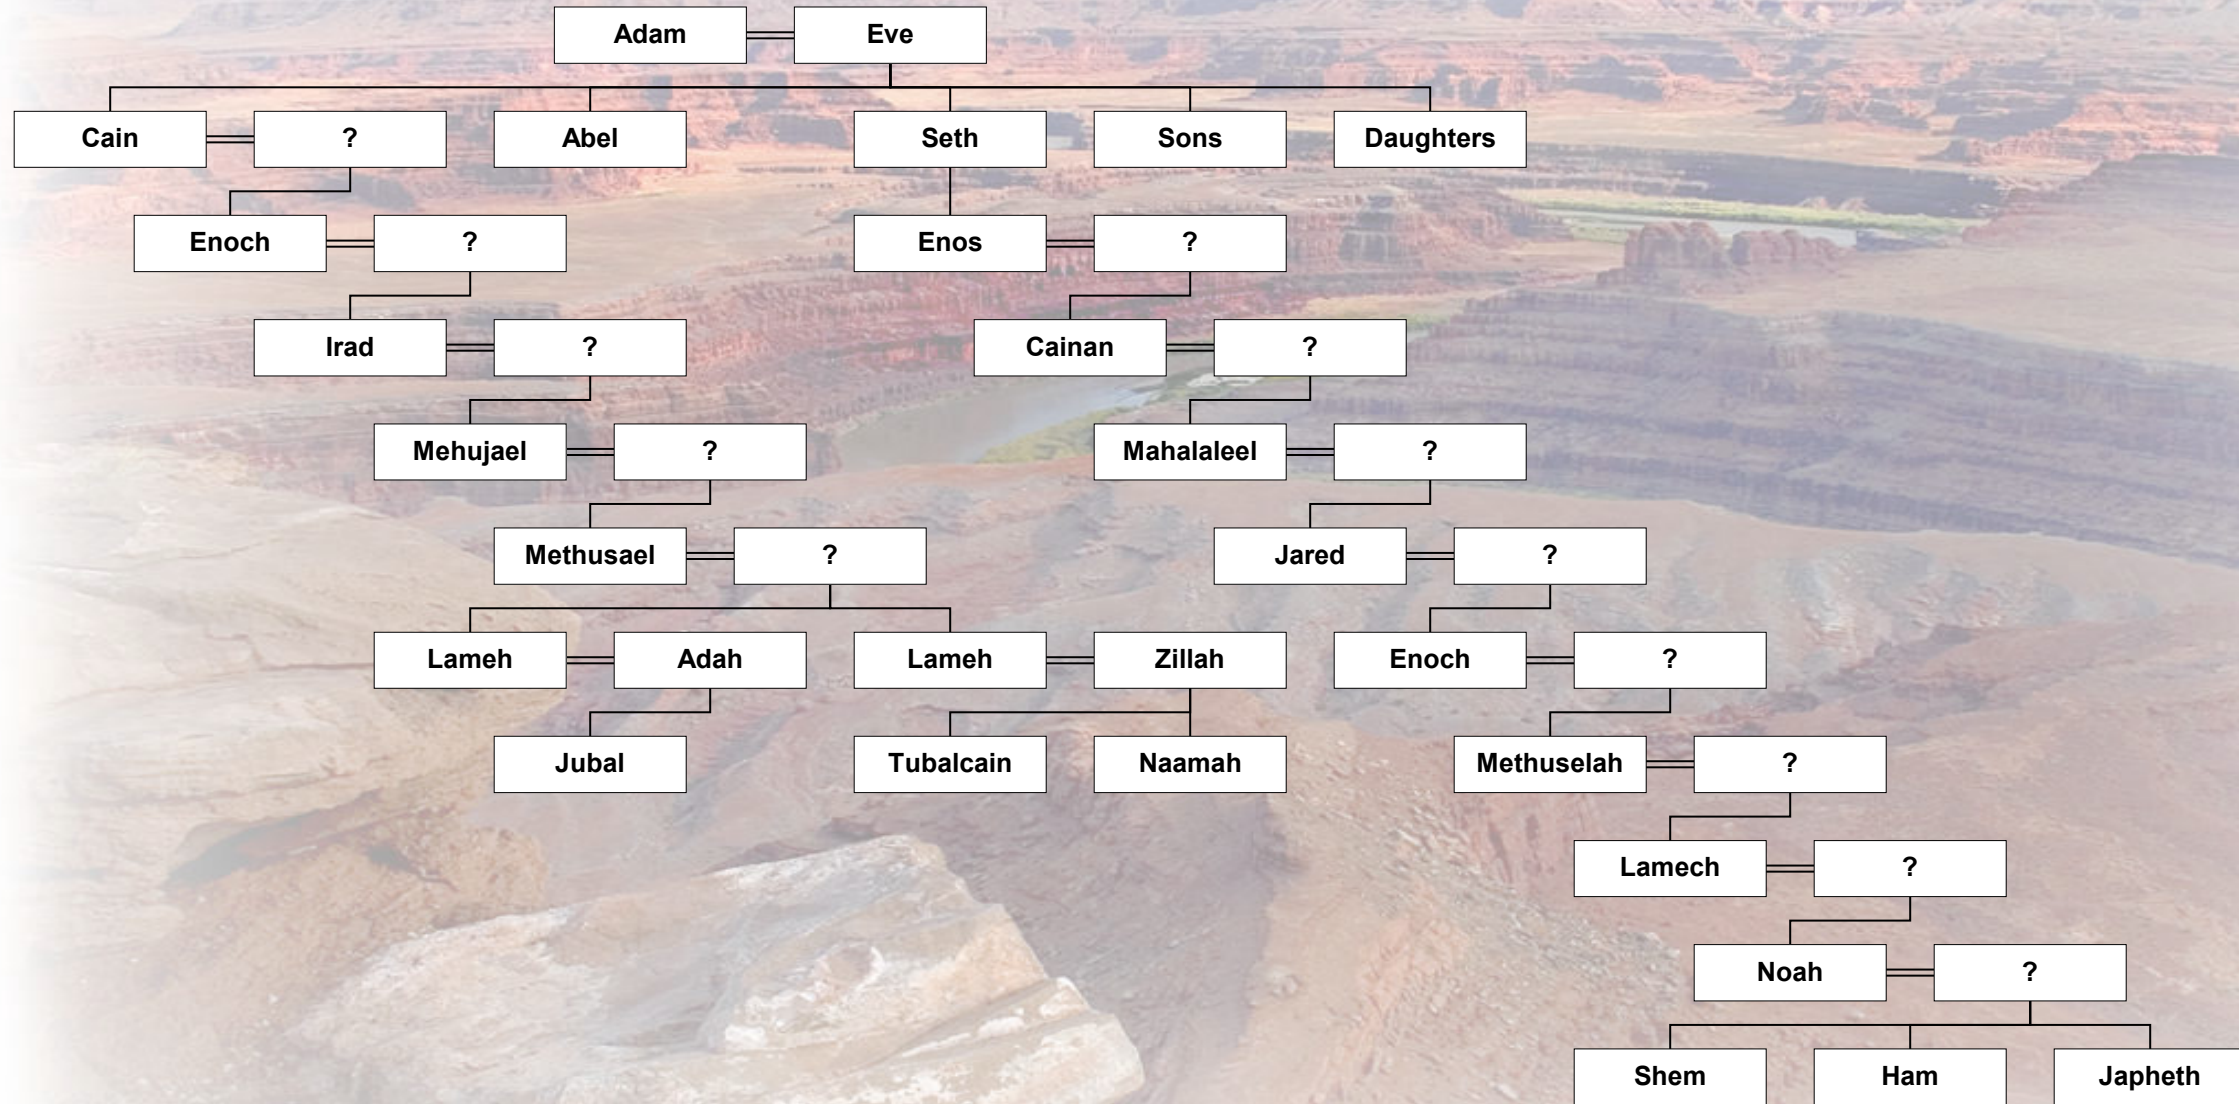 Adam Eve
Cain ? Abel Seth Sons Daughters
Enoch ? Enos ?
Irad ? Cainan ?
Mehujael ? Mahalaleel ?
Methusael ? Jared ?
Lameh Adah Lameh Zillah Enoch ?
Jubal Tubalcain Naamah Methuselah ?
Lamech ?
Noah ?
Shem Ham Japheth